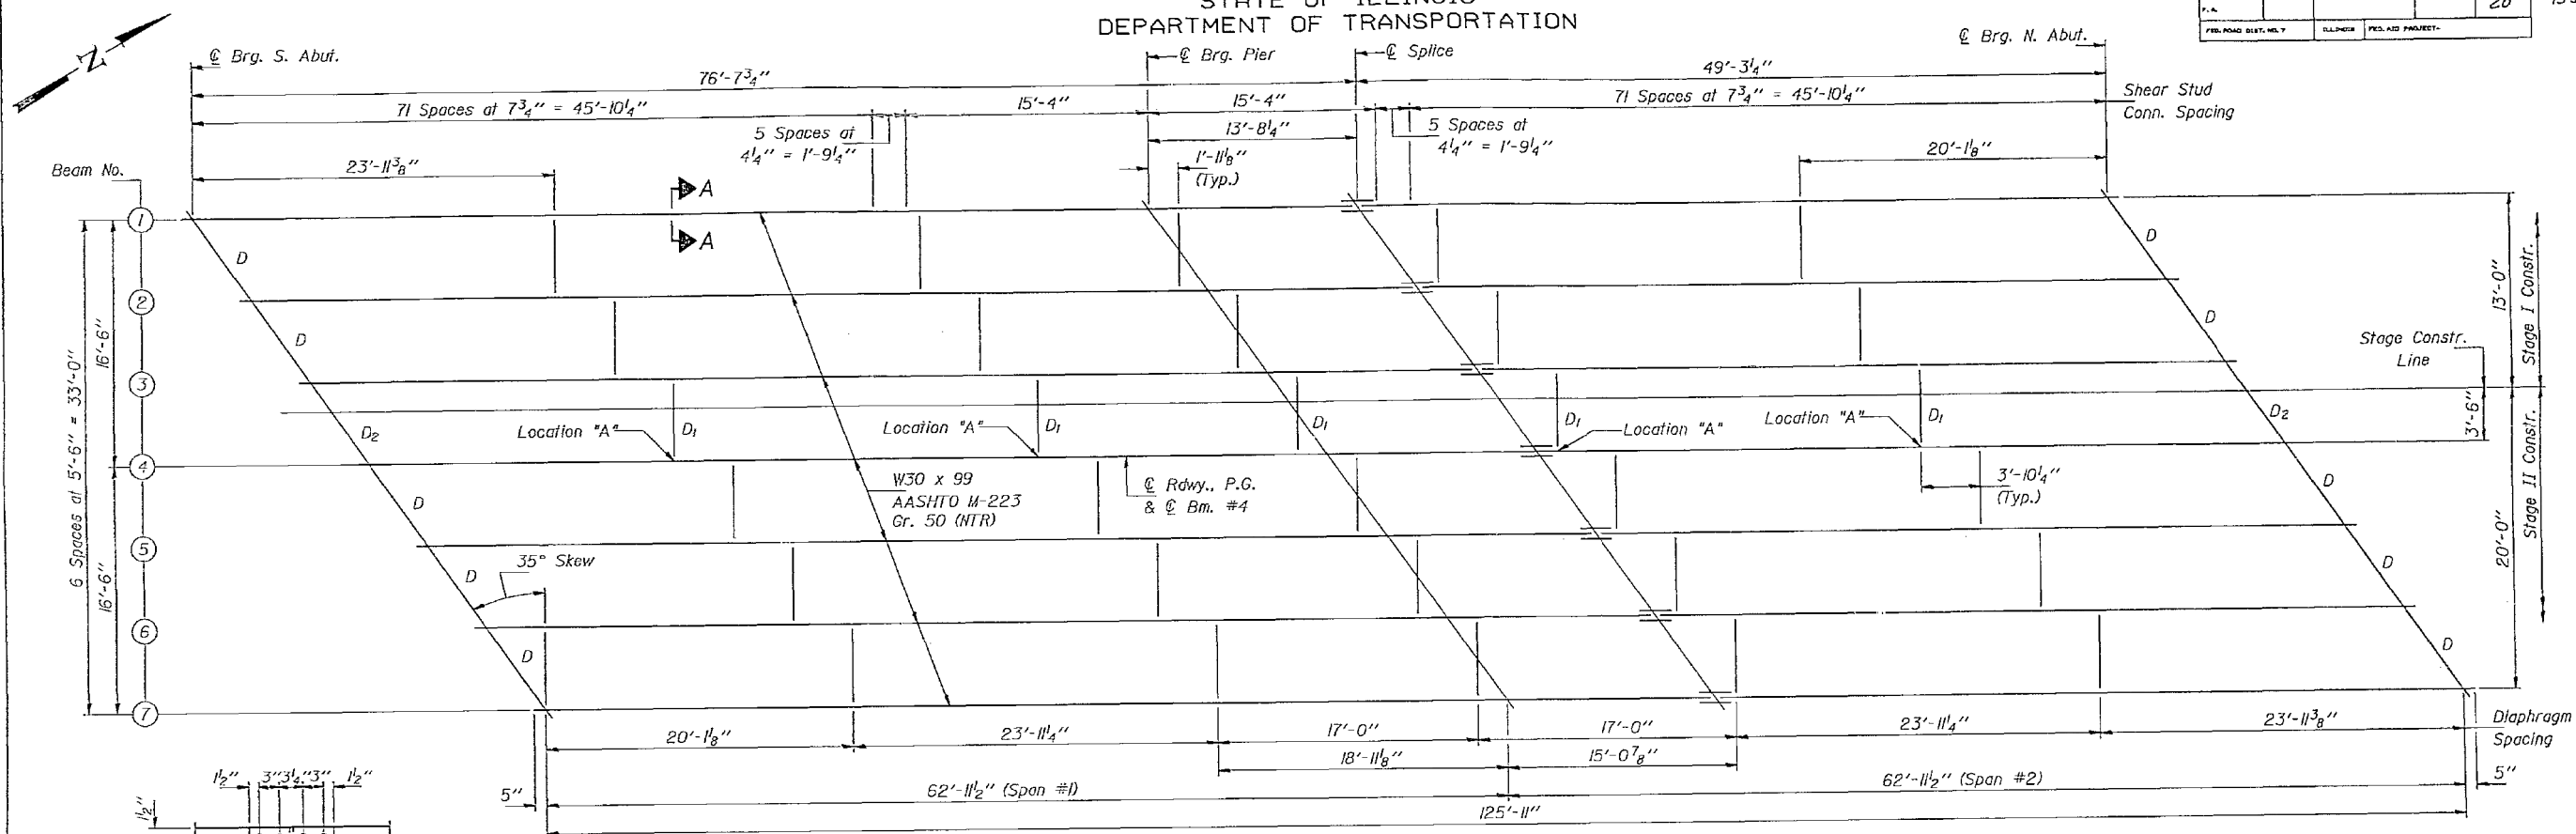 STATE OF ILLINOIS
DEPARTMENT OF TRANSPORTATION
F.A.
20
FED. ROAD DIST. NO. 7 ILLINOIS FED. AID PROJECT-
N
℄ Brg. S. Abut.
℄ Brg. Pier
℄ Splice
℄ Brg. N. Abut.
76'-7¾"
49'-3¼"
71 Spaces at 7¾" = 45'-10¼"
15'-4"
15'-4"
71 Spaces at 7¾" = 45'-10¼"
Shear Stud
Conn. Spacing
5 Spaces at
4¼" = 1'-9¼"
13'-8¼"
5 Spaces at
4¼" = 1'-9¼"
Beam No.
23'-11⅜"
A
A
1'-11⅛"
(Typ.)
20'-1⅛"
1
2
3
4
5
6
7
6 Spaces at 5'-6" = 33'-0"
16'-6"
16'-6"
D
D
D2
D
D
D
Location "A"
D1
Location "A"
D1
D1
D1
Location "A"
Location "A"
D1
D
D
D2
D
D
D
W30 x 99
AASHTO M-223
Gr. 50 (NTR)
℄ Rdwy., P.G.
& ℄ Bm. #4
3'-10¼"
(Typ.)
35° Skew
Stage Constr.
Line
13'-0"
3'-6"
20'-0"
Stage I Constr.
Stage II Constr.
20'-1⅛"
23'-11¼"
17'-0"
17'-0"
23'-11¼"
23'-11⅜"
Diaphragm
Spacing
18'-11⅛"
15'-0⅞"
5"
62'-11½" (Span #1)
62'-11½" (Span #2)
5"
125'-11"
1½" 3" 3¼" 3" 1½"
1½"